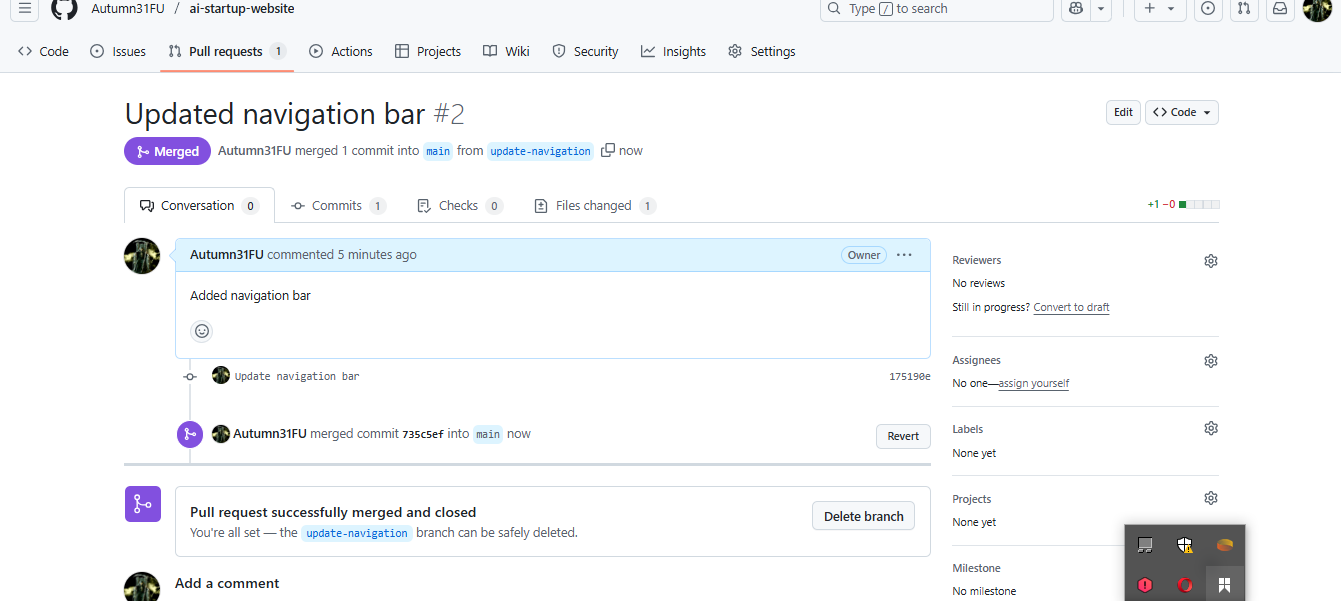 Autumn31FU / ai-startup-website
Type / to search
Code Issues Pull requests 1 Actions Projects Wiki Security Insights Settings
Updated navigation bar #2
Edit Code
Merged Autumn31FU merged 1 commit into main from update-navigation now
Conversation 0 Commits 1 Checks 0 Files changed 1 +1 −0
Autumn31FU commented 5 minutes ago Owner
Added navigation bar
Update navigation bar 175190e
Autumn31FU merged commit 735c5ef into main now
Revert
Pull request successfully merged and closed
You're all set — the update-navigation branch can be safely deleted.
Delete branch
Add a comment
Reviewers
No reviews
Still in progress? Convert to draft
Assignees
No one—assign yourself
Labels
None yet
Projects
None yet
Milestone
No milestone